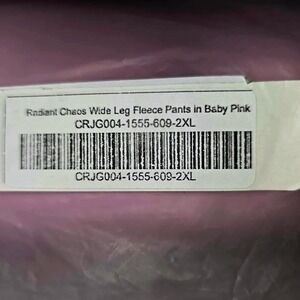 Radiant Chaos Wide Leg Fleece Pants in Baby Pink
CRJG004-1555-609-2XL
CRJG004-1555-609-2XL